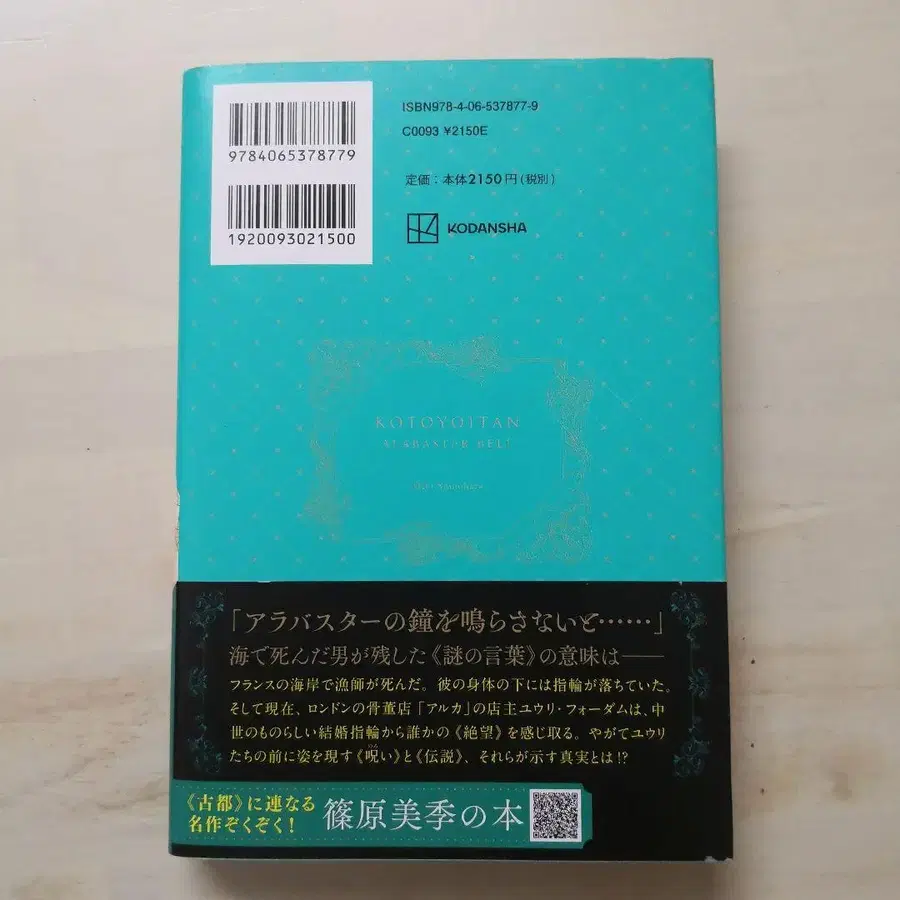 9784065378779
1920093021500
ISBN978-4-06-537877-9
C0093 ¥2150E
定価：本体2150円(税別)
KODANSHA
KOTOYOITAN
ALABASTER BELL
「アラバスターの鐘を鳴らさないと……」
海で死んだ男が残した《謎の言葉》の意味は――
フランスの海岸で漁師が死んだ。彼の身体の下には指輪が落ちていた。
そして現在、ロンドンの骨董店「アルカ」の店主ユウリ・フォーダムは、中
世のものらしい結婚指輪から誰かの《絶望》を感じ取る。やがてユウリ
たちの前に姿を現す《呪い》と《伝説》、それらが示す真実とは!?
《古都》に連なる
名作ぞくぞく！
篠原美季の本